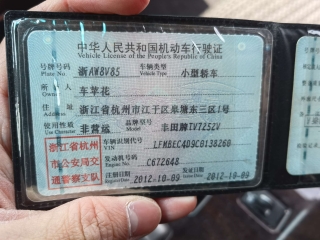 中华人民共和国机动车行驶证
Vehicle License of the People's Republic of China
号牌号码 Plate No. 浙AW8V85 车辆类型 Vehicle Type 小型轿车
所有人 Owner 车苹花
住址 Address 浙江省杭州市江干区皋塘东三区1号
使用性质 Use Character 非营运 品牌型号 Model 丰田牌TV7252V
浙江省杭州
市公安局交
通警察支队
车辆识别代号 VIN LFMBEC4D9C0138260
发动机号码 Engine No. C672648
注册日期 Register Date 2012-10-09 发证日期 Issue Date 2012-10-09